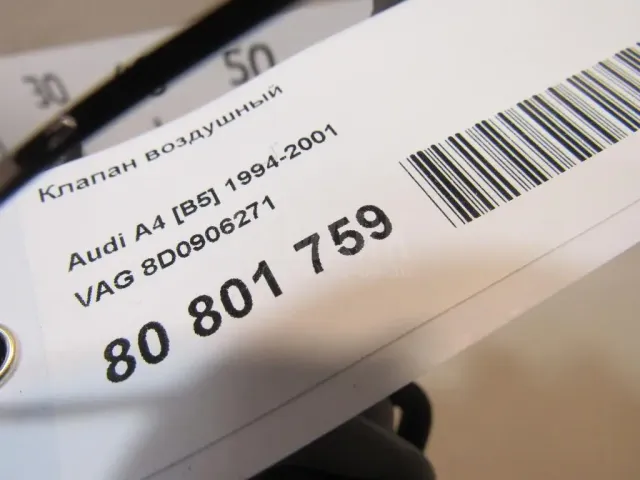 30 50
Клапан воздушный
Audi A4 [B5] 1994-2001
VAG 8D0906271
80 801 759